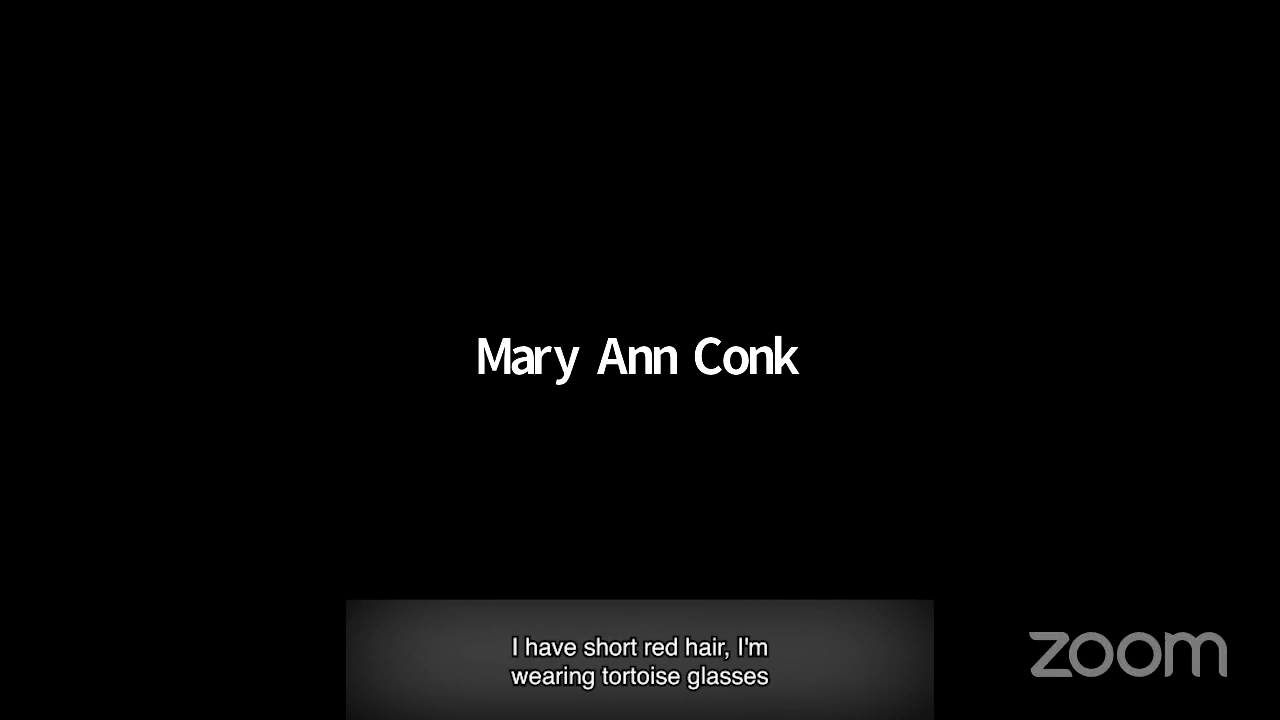 Mary Ann Conk
I have short red hair, I'm
wearing tortoise glasses
zoom